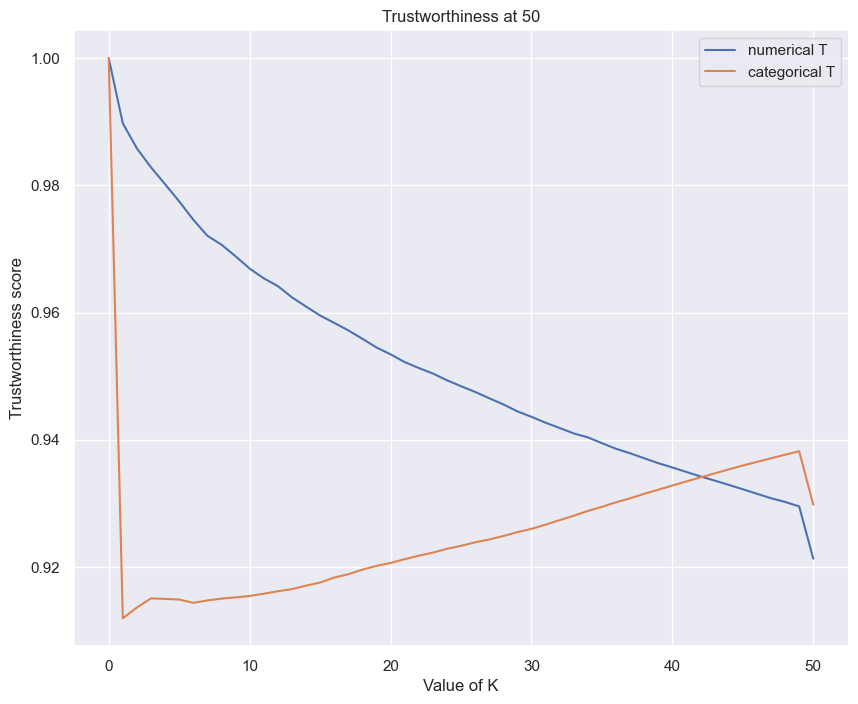 Trustworthiness at 50
numerical T
categorical T
Trustworthiness score
1.00
0.98
0.96
0.94
0.92
0
10
20
30
40
50
Value of K